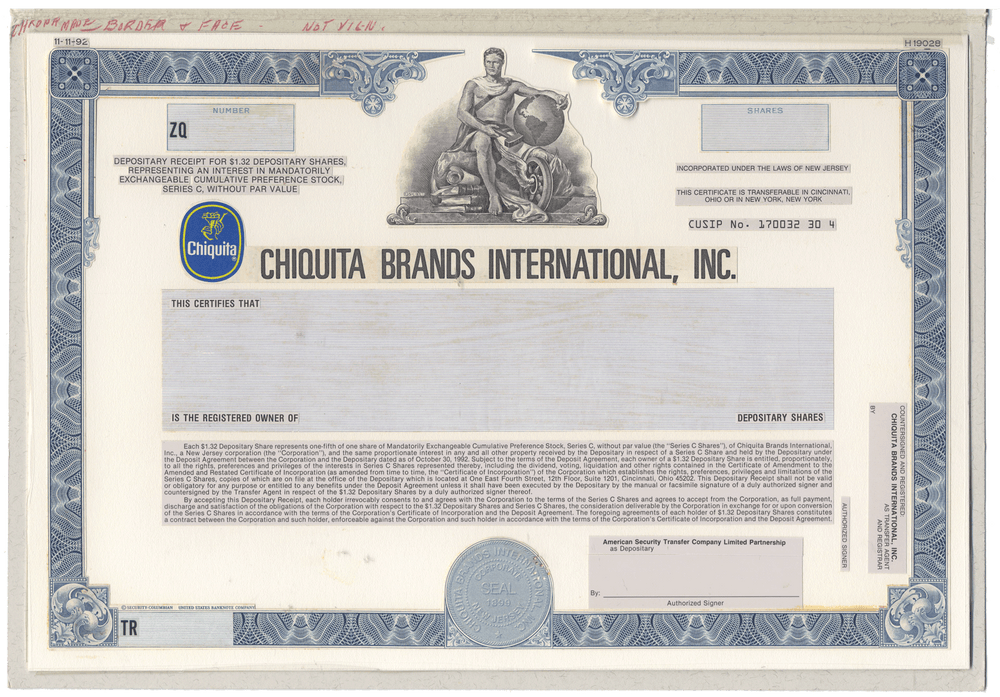 CHROMA MADE BORDER + FACE - NOT VIGN.
11-11-92
H19028
NUMBER
ZQ
SHARES
DEPOSITARY RECEIPT FOR $1.32 DEPOSITARY SHARES,
REPRESENTING AN INTEREST IN MANDATORILY
EXCHANGEABLE CUMULATIVE PREFERENCE STOCK,
SERIES C, WITHOUT PAR VALUE
INCORPORATED UNDER THE LAWS OF NEW JERSEY
THIS CERTIFICATE IS TRANSFERABLE IN CINCINNATI,
OHIO OR IN NEW YORK, NEW YORK
CUSIP No. 170032 30 4
Chiquita
CHIQUITA BRANDS INTERNATIONAL, INC.
THIS CERTIFIES THAT
IS THE REGISTERED OWNER OF
DEPOSITARY SHARES
Each $1.32 Depositary Share represents one-fifth of one share of Mandatorily Exchangeable Cumulative Preference Stock, Series C, without par value (the "Series C Shares"), of Chiquita Brands International,
Inc., a New Jersey corporation (the "Corporation"), and the same proportionate interest in any and all other property received by the Depositary in respect of a Series C Share and held by the Depositary under
the Deposit Agreement between the Corporation and the Depositary dated as of October 30, 1992. Subject to the terms of the Deposit Agreement, each owner of a $1.32 Depositary Share is entitled, proportionately,
to all the rights, preferences and privileges of the interests in Series C Shares represented thereby, including the dividend, voting, liquidation and other rights contained in the Certificate of Amendment to the
Amended and Restated Certificate of Incorporation (as amended from time to time, the "Certificate of Incorporation") of the Corporation which establishes the rights, preferences, privileges and limitations of the
Series C Shares, copies of which are on file at the office of the Depositary which is located at One East Fourth Street, 12th Floor, Suite 1201, Cincinnati, Ohio 45202. This Depositary Receipt shall not be valid
or obligatory for any purpose or entitled to any benefits under the Deposit Agreement unless it shall have been executed by the Depositary by the manual or facsimile signature of a duly authorized signer and
countersigned by the Transfer Agent in respect of the $1.32 Depositary Shares by a duly authorized signer thereof.
By accepting this Depositary Receipt, each holder irrevocably consents to and agrees with the Corporation to the terms of the Series C Shares and agrees to accept from the Corporation, as full payment,
discharge and satisfaction of the obligations of the Corporation with respect to the $1.32 Depositary Shares and Series C Shares, the consideration deliverable by the Corporation in exchange for or upon conversion
of the Series C Shares in accordance with the terms of the Corporation's Certificate of Incorporation and the Deposit Agreement. The foregoing agreements of each holder of $1.32 Depositary Shares constitutes
a contract between the Corporation and such holder, enforceable against the Corporation and such holder in accordance with the terms of the Corporation's Certificate of Incorporation and the Deposit Agreement.
COUNTERSIGNED AND REGISTERED:
CHIQUITA BRANDS INTERNATIONAL, INC.
AS TRANSFER AGENT
AND REGISTRAR
BY
AUTHORIZED SIGNER
American Security Transfer Company Limited Partnership
as Depositary
By:
Authorized Signer
CHIQUITA BRANDS INTERNATIONAL
CORPORATE
SEAL
1899
NEW JERSEY
© SECURITY-COLUMBIAN UNITED STATES BANKNOTE COMPANY
TR